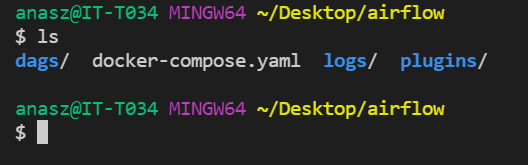 anasz@IT-T034 MINGW64 ~/Desktop/airflow
$ ls
dags/  docker-compose.yaml  logs/  plugins/
anasz@IT-T034 MINGW64 ~/Desktop/airflow
$